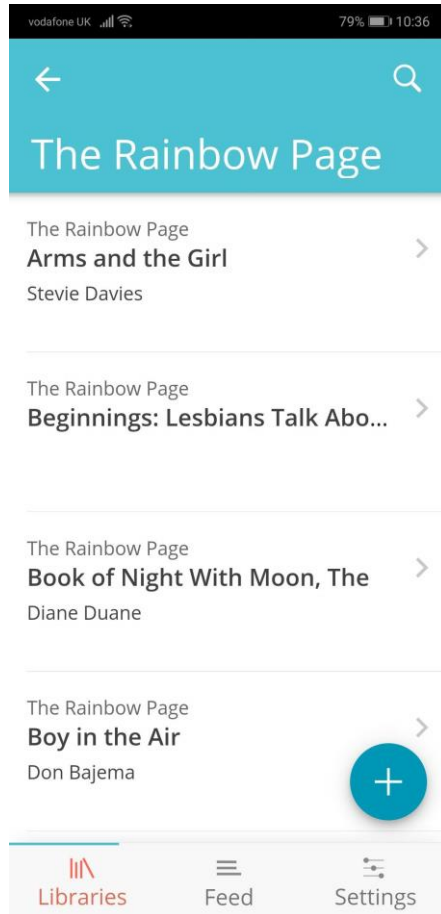 vodafone UK 79% 10:36
The Rainbow Page
The Rainbow Page
Arms and the Girl
Stevie Davies
The Rainbow Page
Beginnings: Lesbians Talk Abo...
The Rainbow Page
Book of Night With Moon, The
Diane Duane
The Rainbow Page
Boy in the Air
Don Bajema
Libraries Feed Settings